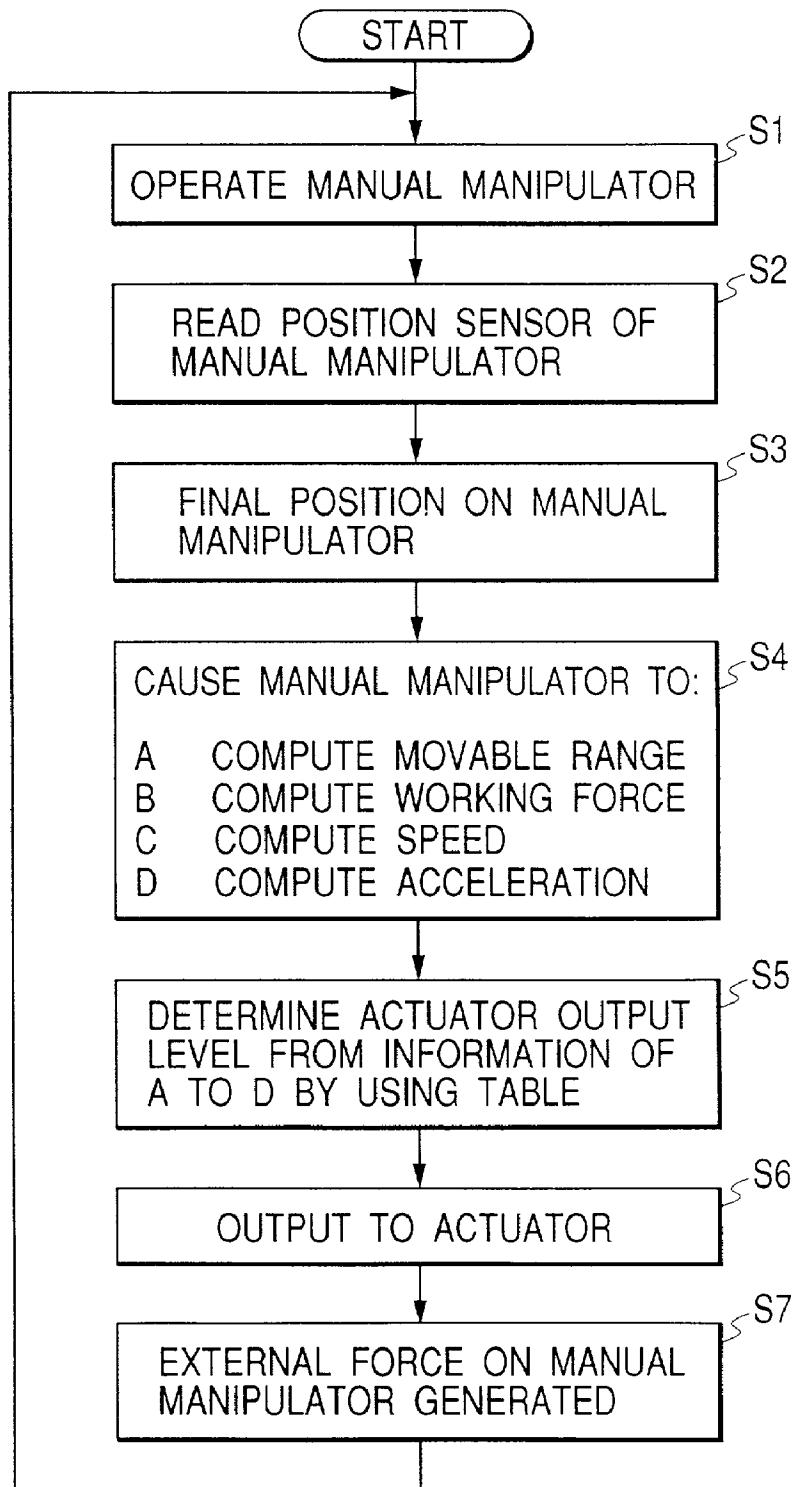 START
S1
OPERATE MANUAL MANIPULATOR
S2
READ POSITION SENSOR OF
MANUAL MANIPULATOR
S3
FINAL POSITION ON MANUAL
MANIPULATOR
S4
CAUSE MANUAL MANIPULATOR TO:
A COMPUTE MOVABLE RANGE
B COMPUTE WORKING FORCE
C COMPUTE SPEED
D COMPUTE ACCELERATION
S5
DETERMINE ACTUATOR OUTPUT
LEVEL FROM INFORMATION OF
A TO D BY USING TABLE
S6
OUTPUT TO ACTUATOR
S7
EXTERNAL FORCE ON MANUAL
MANIPULATOR GENERATED